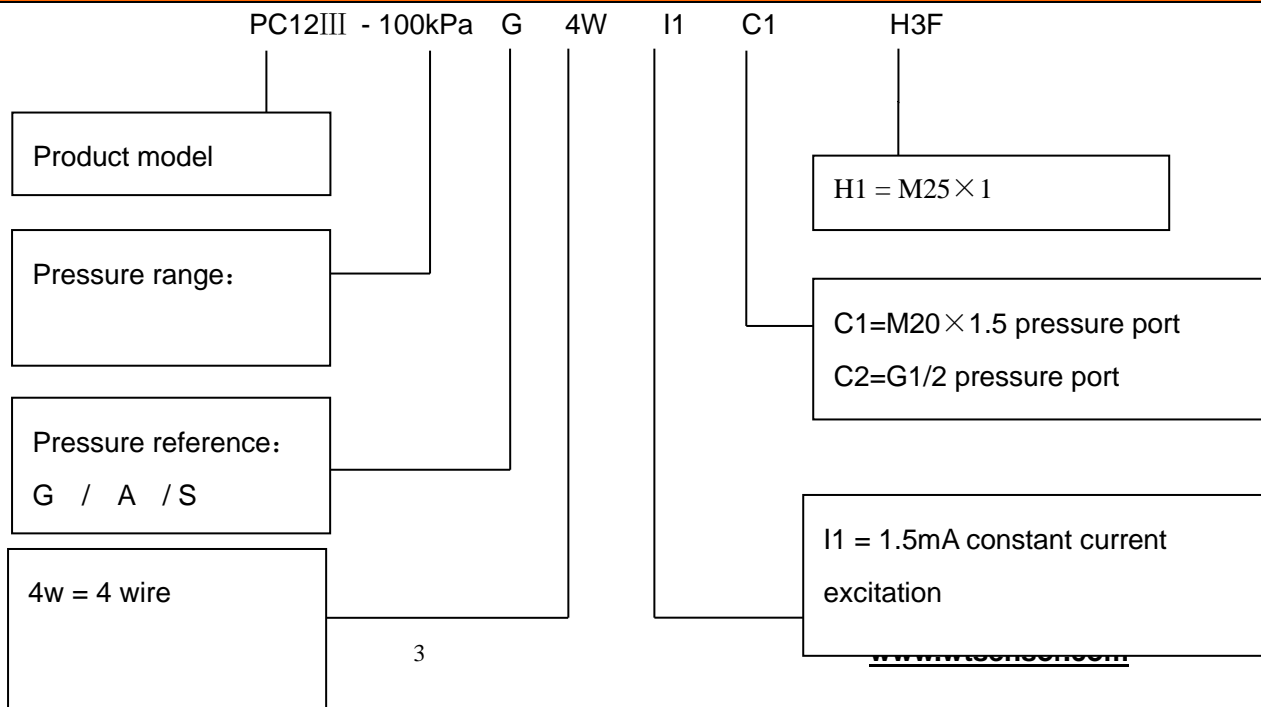 PC12Ⅲ - 100kPa G 4W I1 C1 H3F
Product model
H1 = M25×1
Pressure range：
C1=M20×1.5 pressure port
C2=G1/2 pressure port
Pressure reference：
G / A / S
I1 = 1.5mA constant current
excitation
4w = 4 wire
3